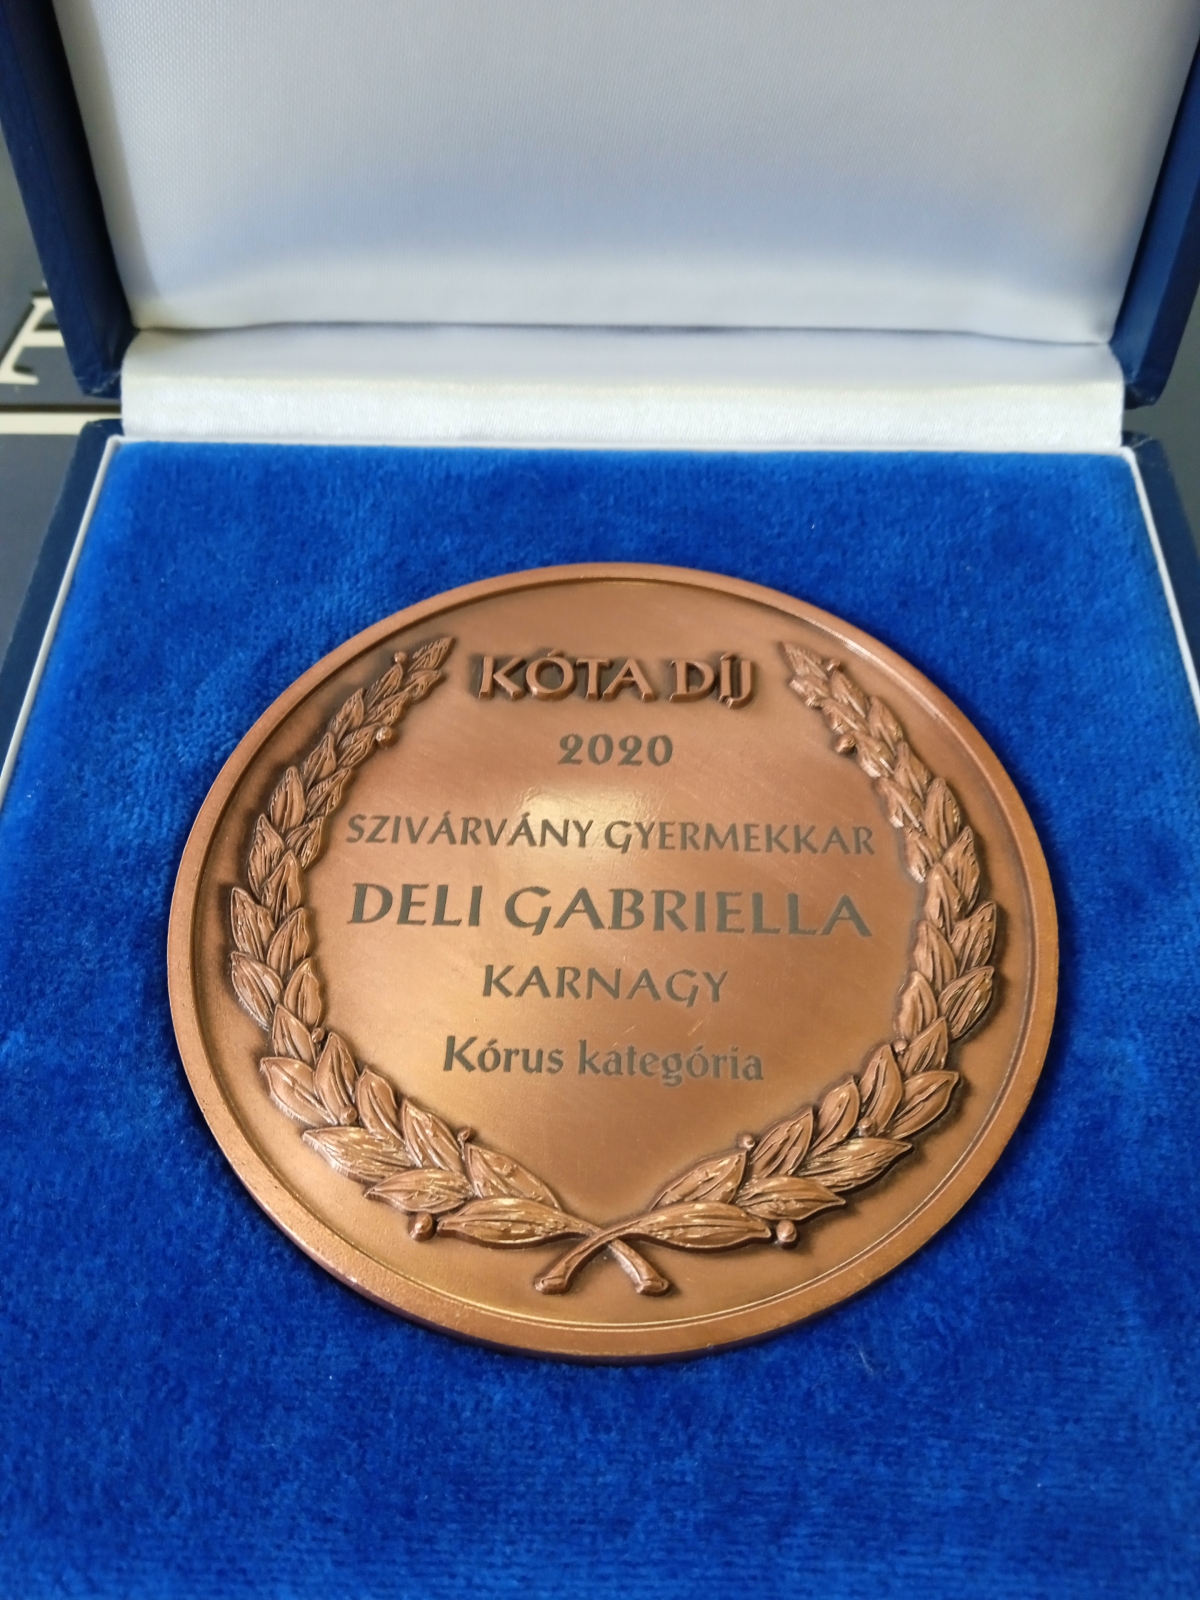 KÓTA DÍJ
2020
SZIVÁRVÁNY GYERMEKKAR
DELI GABRIELLA
KARNAGY
Kórus kategória